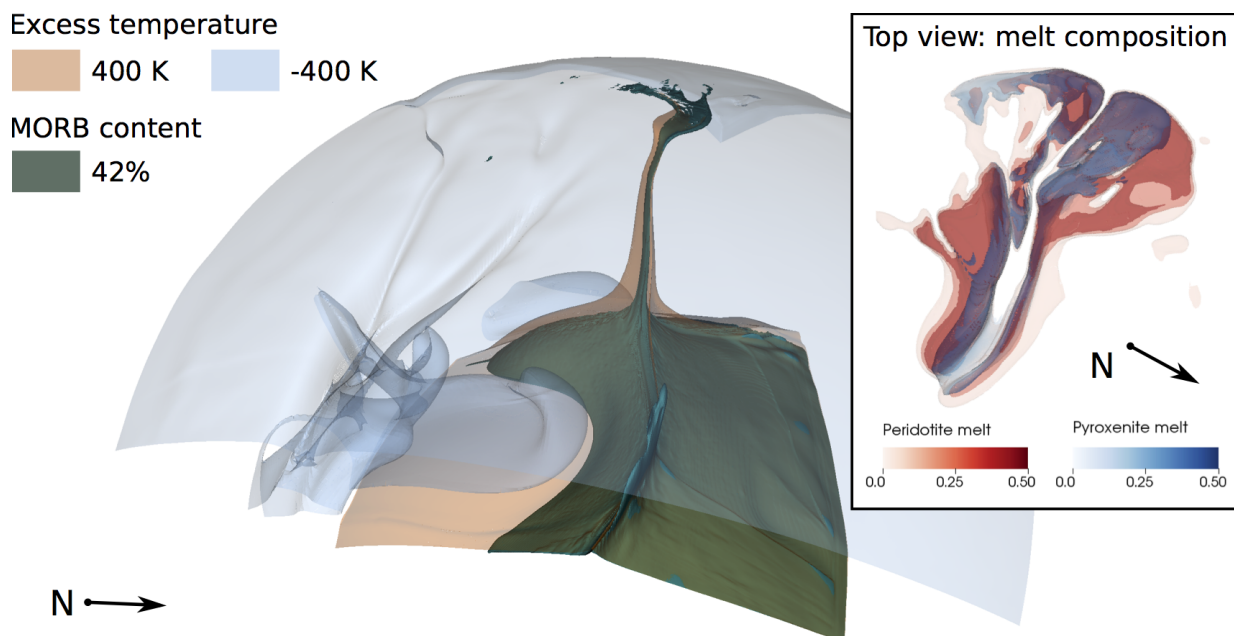 Excess temperature
400 K -400 K
MORB content
42%
N
Top view: melt composition
N
Peridotite melt Pyroxenite melt
0.0 0.25 0.50 0.0 0.25 0.50